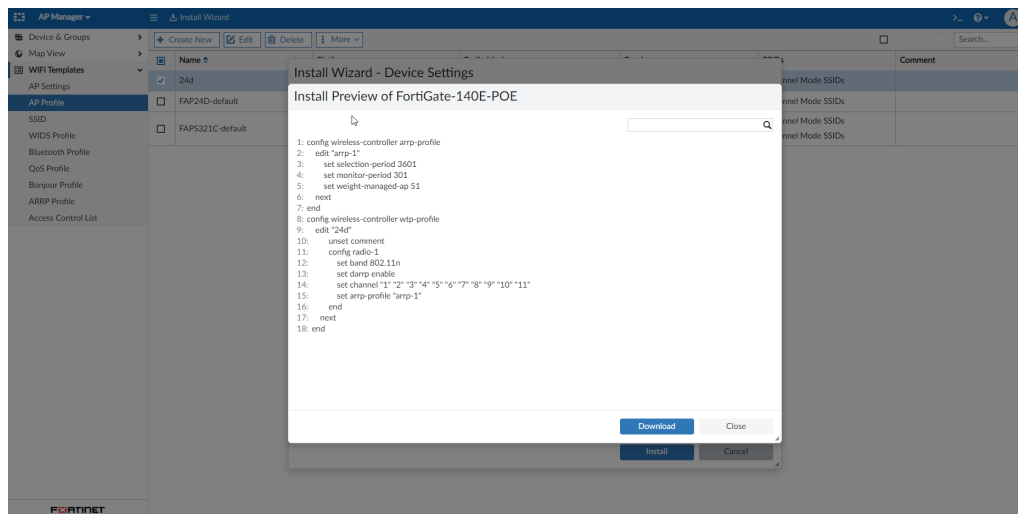 AP Manager
Install Wizard
Device & Groups
Map View
WiFi Templates
AP Settings
AP Profile
SSID
WIDS Profile
Bluetooth Profile
QoS Profile
Bonjour Profile
ARRP Profile
Access Control List
FORTINET
+ Create New Edit Delete More
Search...
Name Comment
24d nnel Mode SSIDs
FAP24D-default nnel Mode SSIDs
FAPS321C-default nnel Mode SSIDs
nnel Mode SSIDs
Install Wizard - Device Settings
Install Preview of FortiGate-140E-POE
1: config wireless-controller arrp-profile
2: edit "arrp-1"
3: set selection-period 3601
4: set monitor-period 301
5: set weight-managed-ap 51
6: next
7: end
8: config wireless-controller wtp-profile
9: edit "24d"
10: unset comment
11: config radio-1
12: set band 802.11n
13: set darrp enable
14: set channel "1" "2" "3" "4" "5" "6" "7" "8" "9" "10" "11"
15: set arrp-profile "arrp-1"
16: end
17: next
18: end
Download Close
Install Cancel